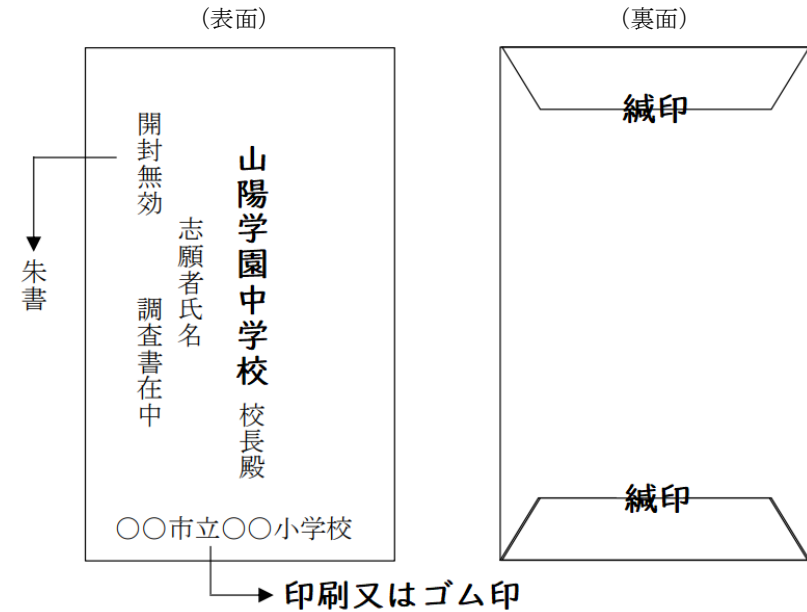 (表面)
山陽学園中学校 校長殿
志願者氏名
開封無効 調査書在中
朱書
○○市立○○小学校
印刷又はゴム印
(裏面)
緘印
緘印